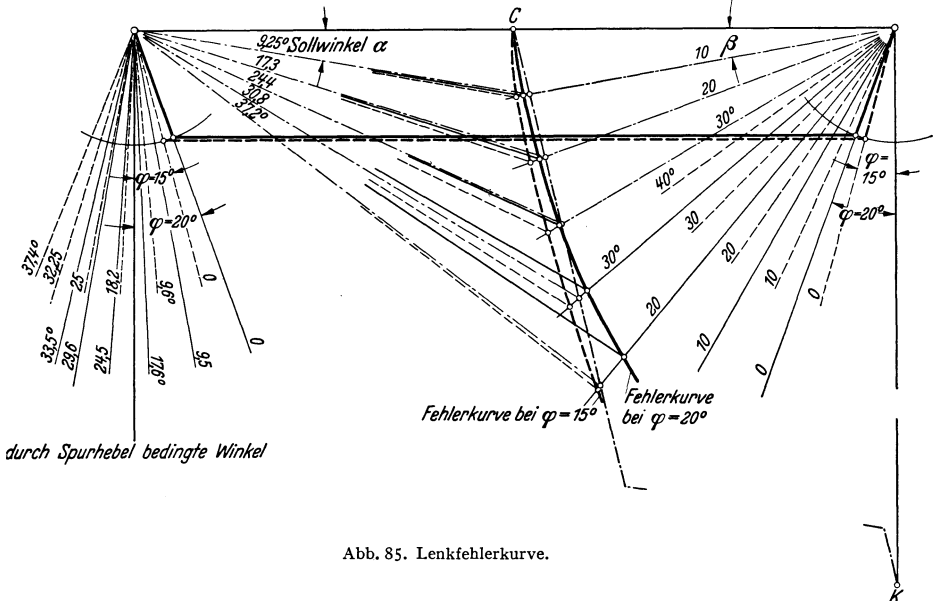 C
9,25° Sollwinkel α
17,3
24,4
30,8
37,2°
10
β
20
30°
40°
30
20
10
0
φ=15°
φ=20°
φ=
15°
φ=20°
37,4°
32,25
25
18,2
9,6°
0
33,5°
29,6
24,5
17,6°
9,5
0
30°
20
10
0
Fehlerkurve bei φ=15°
Fehlerkurve
bei φ=20°
durch Spurhebel bedingte Winkel
Abb. 85. Lenkfehlerkurve.
K